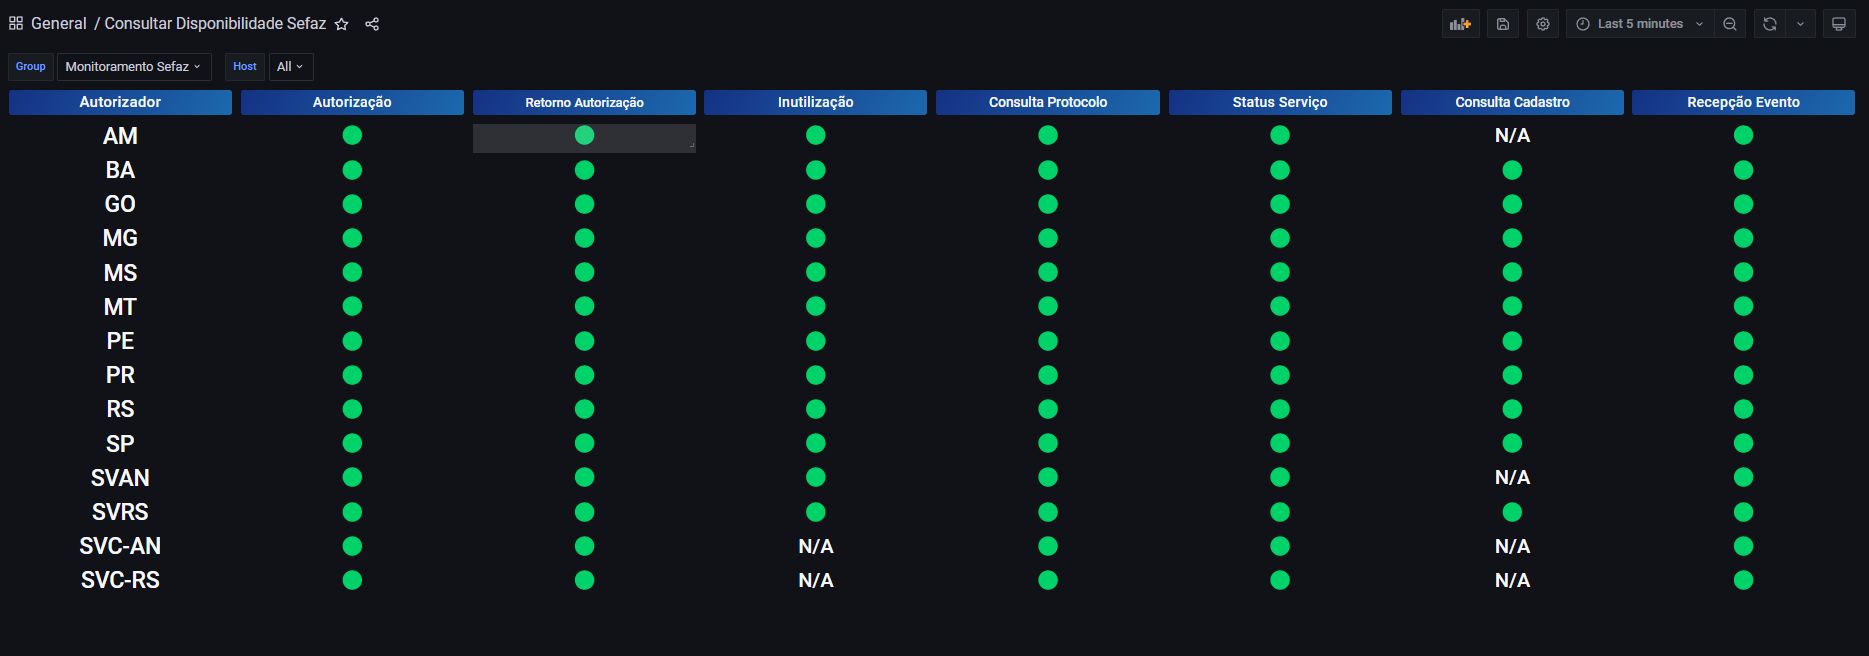 General / Consultar Disponibilidade Sefaz
Last 5 minutes
Group Monitoramento Sefaz Host All
Autorizador Autorização Retorno Autorização Inutilização Consulta Protocolo Status Serviço Consulta Cadastro Recepção Evento
AM N/A
BA
GO
MG
MS
MT
PE
PR
RS
SP
SVAN N/A
SVRS
SVC-AN N/A N/A
SVC-RS N/A N/A